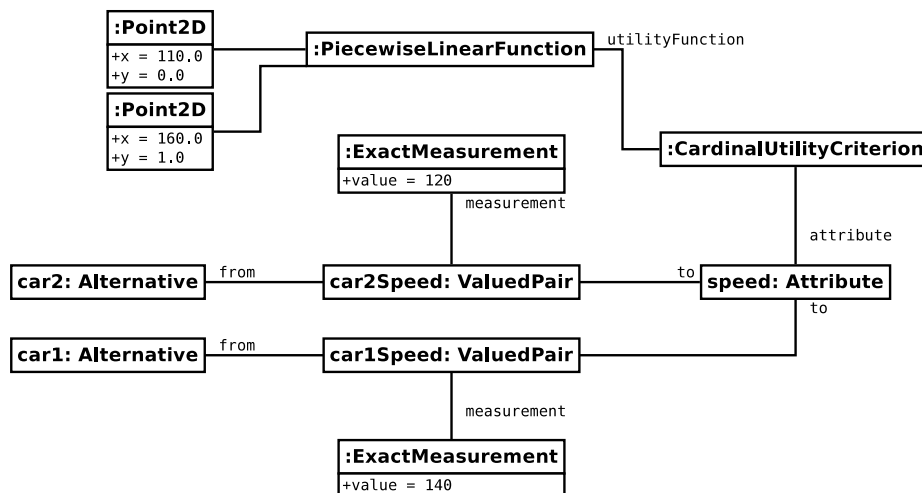 :Point2D
+x = 110.0
+y = 0.0
:PiecewiseLinearFunction
utilityFunction
:Point2D
+x = 160.0
+y = 1.0
:ExactMeasurement
+value = 120
:CardinalUtilityCriterion
measurement
attribute
car2: Alternative
from
car2Speed: ValuedPair
to
speed: Attribute
to
car1: Alternative
from
car1Speed: ValuedPair
measurement
:ExactMeasurement
+value = 140